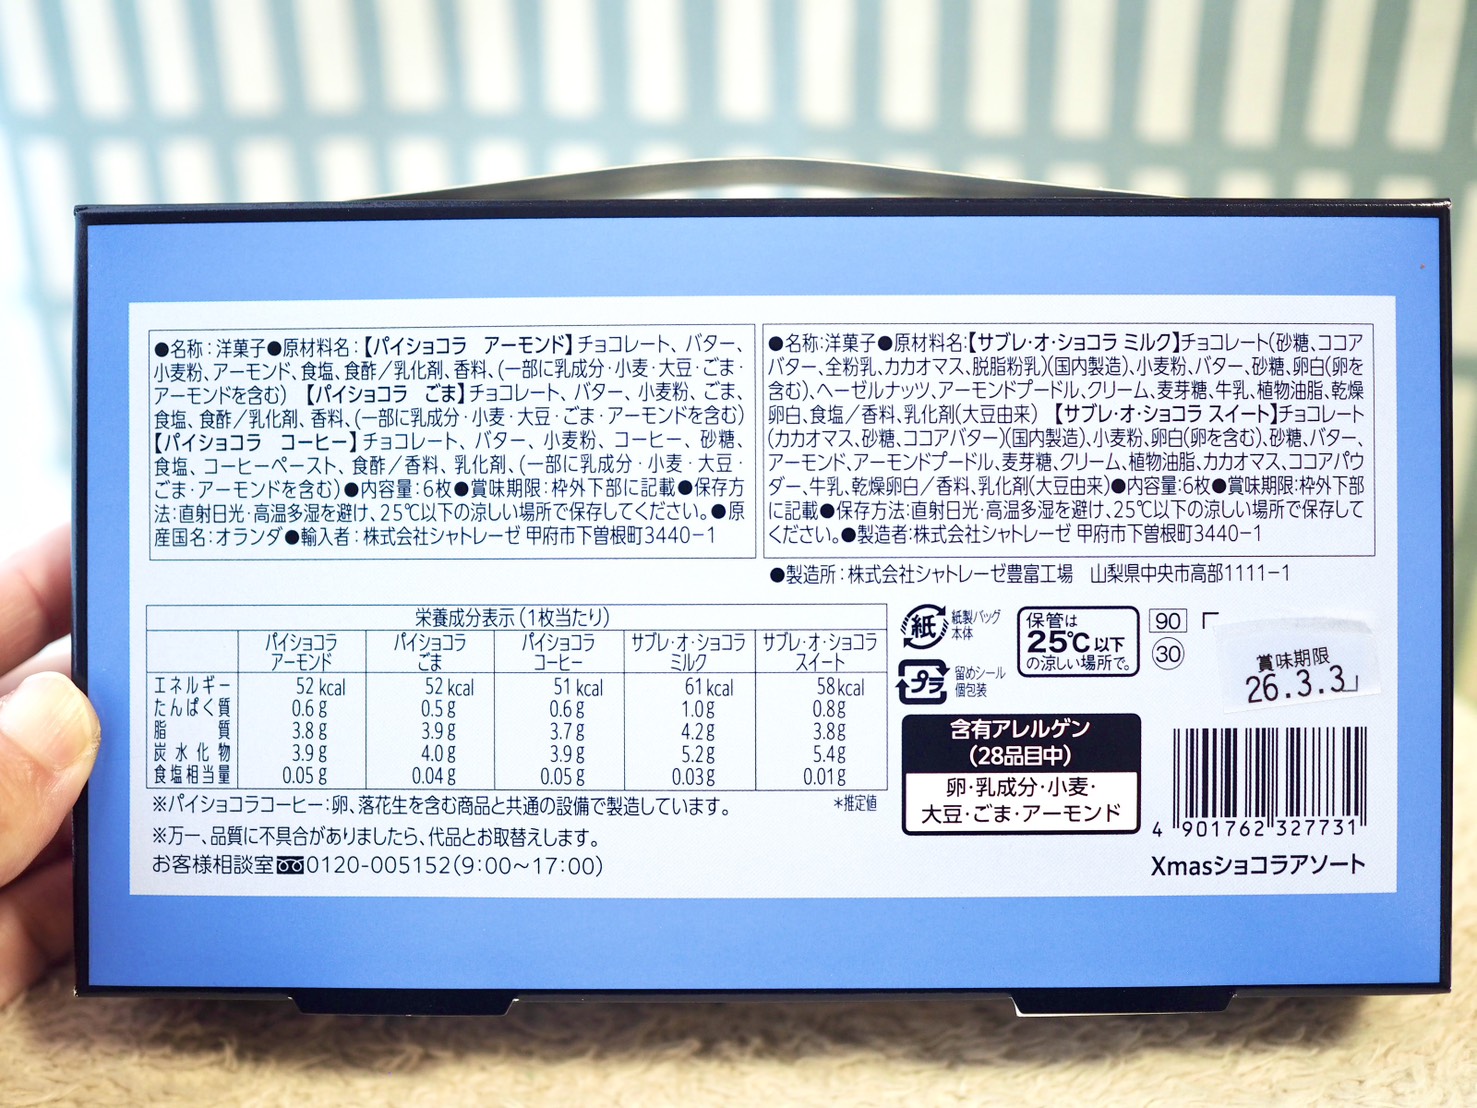 ●名称：洋菓子●原材料名：【パイショコラ　アーモンド】チョコレート、バター、
小麦粉、アーモンド、食塩、食酢／乳化剤、香料、(一部に乳成分・小麦・大豆・ごま・
アーモンドを含む)　【パイショコラ　ごま】チョコレート、バター、小麦粉、ごま、
食塩、食酢／乳化剤、香料、(一部に乳成分・小麦・大豆・ごま・アーモンドを含む)
【パイショコラ　コーヒー】チョコレート、バター、小麦粉、コーヒー、砂糖、
食塩、コーヒーペースト、食酢／香料、乳化剤、(一部に乳成分・小麦・大豆・
ごま・アーモンドを含む)●内容量：6枚●賞味期限：枠外下部に記載●保存方
法：直射日光・高温多湿を避け、25℃以下の涼しい場所で保存してください。●原
産国名：オランダ●輸入者：株式会社シャトレーゼ 甲府市下曽根町3440−1
●名称：洋菓子●原材料名：【サブレ・オ・ショコラ ミルク】チョコレート(砂糖、ココア
バター、全粉乳、カカオマス、脱脂粉乳)(国内製造)、小麦粉、バター、砂糖、卵白(卵を
含む)、ヘーゼルナッツ、アーモンドプードル、クリーム、麦芽糖、牛乳、植物油脂、乾燥
卵白、食塩／香料、乳化剤(大豆由来) 【サブレ・オ・ショコラ スイート】チョコレート
(カカオマス、砂糖、ココアバター)(国内製造)、小麦粉、卵白(卵を含む)、砂糖、バター、
アーモンド、アーモンドプードル、麦芽糖、クリーム、植物油脂、カカオマス、ココアパウ
ダー、牛乳、乾燥卵白／香料、乳化剤(大豆由来)●内容量：6枚●賞味期限：枠外下部
に記載●保存方法：直射日光・高温多湿を避け、25℃以下の涼しい場所で保存して
ください。●製造者：株式会社シャトレーゼ 甲府市下曽根町3440−1
●製造所：株式会社シャトレーゼ豊富工場　山梨県中央市高部1111−1
栄養成分表示(1枚当たり)
パイショコラ アーモンド　パイショコラ ごま　パイショコラ コーヒー　サブレ・オ・ショコラ ミルク　サブレ・オ・ショコラ スイート
エネルギー 52 kcal 52 kcal 51 kcal 61 kcal 58 kcal
たんぱく質 0.6 g 0.5 g 0.6 g 1.0 g 0.8 g
脂質 3.8 g 3.9 g 3.7 g 4.2 g 3.8 g
炭水化物 3.9 g 4.0 g 3.9 g 5.2 g 5.4 g
食塩相当量 0.05 g 0.04 g 0.05 g 0.03 g 0.01 g
※パイショコラコーヒー：卵、落花生を含む商品と共通の設備で製造しています。
＊推定値
※万一、品質に不具合がありましたら、代品とお取替えします。
お客様相談室 0120-005152(9:00〜17:00)
紙
紙製バッグ
本体
プラ
留めシール
個包装
保管は
25℃以下
の涼しい場所で。
90
30
賞味期限
26.3.3
含有アレルゲン
(28品目中)
卵・乳成分・小麦・
大豆・ごま・アーモンド
4 901762 327731
Xmasショコラアソート